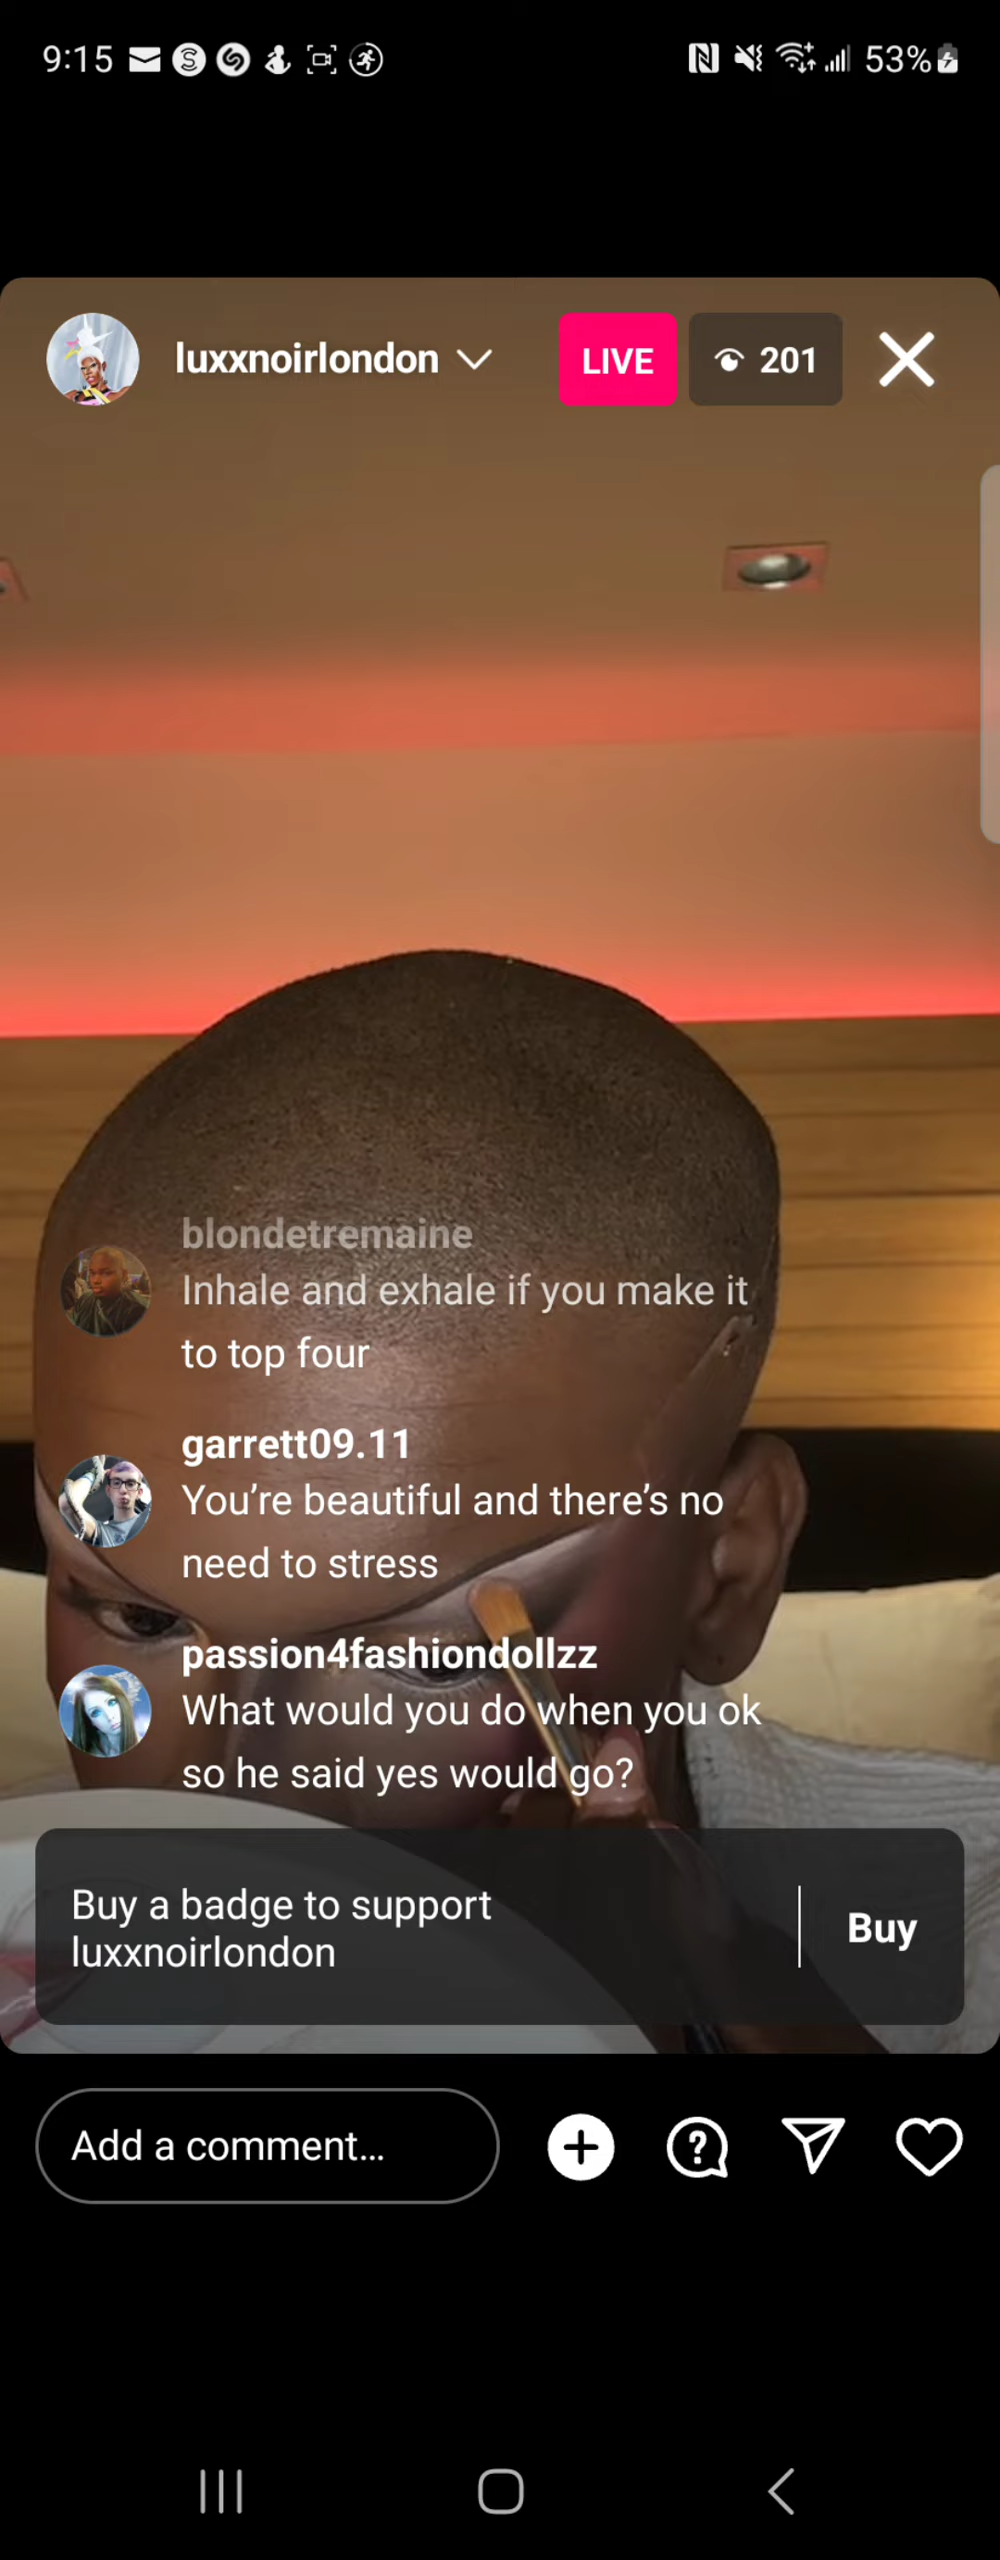 9:15
53%
luxxnoirlondon
LIVE
201
blondetremaine
Inhale and exhale if you make it
to top four
garrett09.11
You’re beautiful and there’s no
need to stress
passion4fashiondollzz
What would you do when you ok
so he said yes would go?
Buy a badge to support
luxxnoirlondon
Buy
Add a comment...